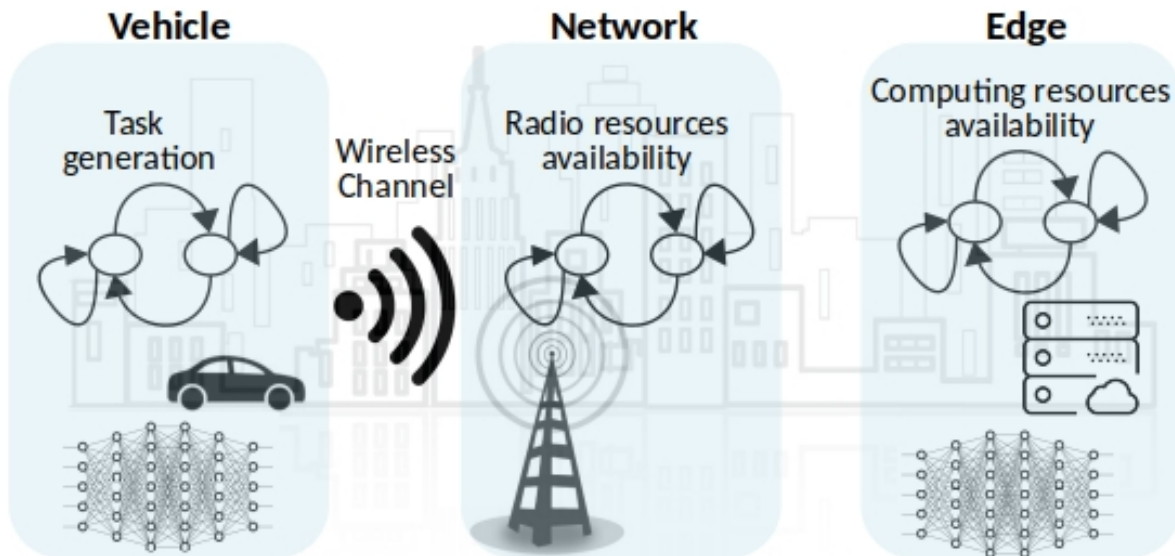 Vehicle
Network
Edge
Task
generation
Wireless
Channel
Radio resources
availability
Computing resources
availability